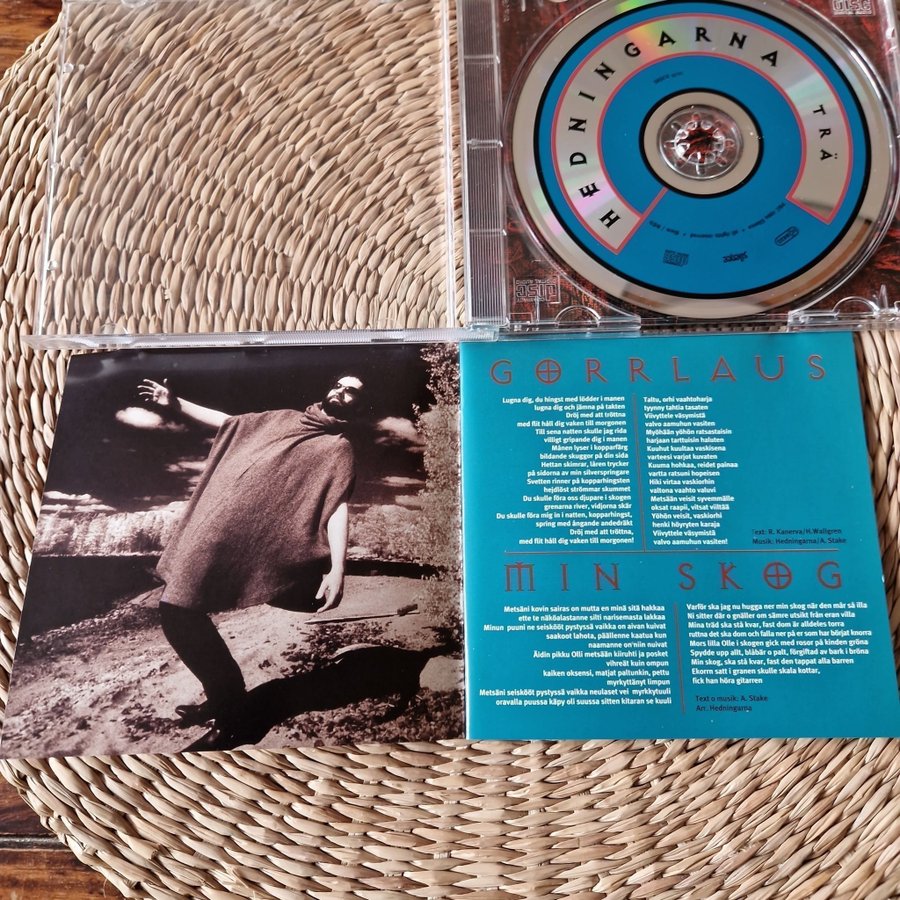 HEDNINGARNA TRÄ
GORRLAUS
Lugna dig, du hingst med lödder i manen
lugna dig och jämna på takten
Dröj med att tröttna
med flit håll dig vaken till morgonen
Till sena natten skulle jag rida
villigt gripande dig i manen
Månen lyser i kopparfärg
bildande skuggor på din sida
Hettan skimrar, låren trycker
på sidorna av min silverspringare
Svetten rinner på kopparhingsten
hejdlöst strömmar skummet
Du skulle föra oss djupare i skogen
grenarna river, vidjorna skär
Du skulle föra mig in i natten, kopparhingst,
spring med ångande andedräkt
Dröj med att tröttna,
med flit håll dig vaken till morgonen!
Taltu, orhi vaahtoharja
tyynny tahtia tasaten
Viivyttele väsymistä
valvo aamuhun vasiten
Myöhään yöhön ratsastaisin
harjaan tarttuisin haluten
Kuuhut kuultaa vaskisena
varteesi varjot kuvaten
Kuuma hohkaa, reidet painaa
vartta ratsuni hopeisen
Hiki virtaa vaskiorhin
valtona vaahto valuvi
Metsään veisit syvemmälle
oksat raapii, vitsat viiltää
Yöhön veisit, vaskiorhi
henki höyryten karaja
Viivyttele väsymistä
valvo aamuhun vasiten!
Text: R. Kanerva/H.Wallgren
Musik: Hedningarna/A. Stake
MIN SKOG
Metsäni kovin sairas on mutta en minä sitä hakkaa
ette te näköalastanne silti narisemasta lakkaa
Minun puuni ne seisköôt pystyssä vaikka on aivan kuivat
saakoot lahota, päällenne kaatua kun
naamanne on'niin nuivat
Äidin pikku Olli metsään kiiruhti ja posket
vihreät kuin ompun
kaiken oksensi, matjat paltunkin, pettu
myrkyttänyt limpun
Metsäni seisköôt pystyssä vaikka neulaset vei myrkkytuuli
oravalla puussa käpy oli suussa sitten kitaran se kuuli
Varför ska jag nu hugga ner min skog när den mår så illa
Ni sitter där o gnäller om sämre utsikt från eran villa
Mina träd ska stå kvar, fast dom är alldeles torra
ruttna det ska dom och falla ner på er som har börjat knorra
Mors lilla Olle i skogen gick med rosor på kinden gröna
Spydde upp allt, blåbär o palt, förgiftad av bark i bröna
Min skog, ska stå kvar, fast den tappat alla barren
Ekorrn satt i granen skulle skala kottar,
fick han höra gitarren
Text o musik: A. Stake
Arr. Hedningarna